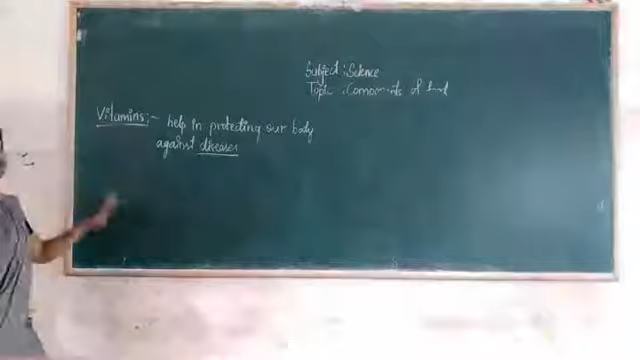 Subject : Science
Topic : Components of food
Vitamins :- help in protecting our body
against diseases